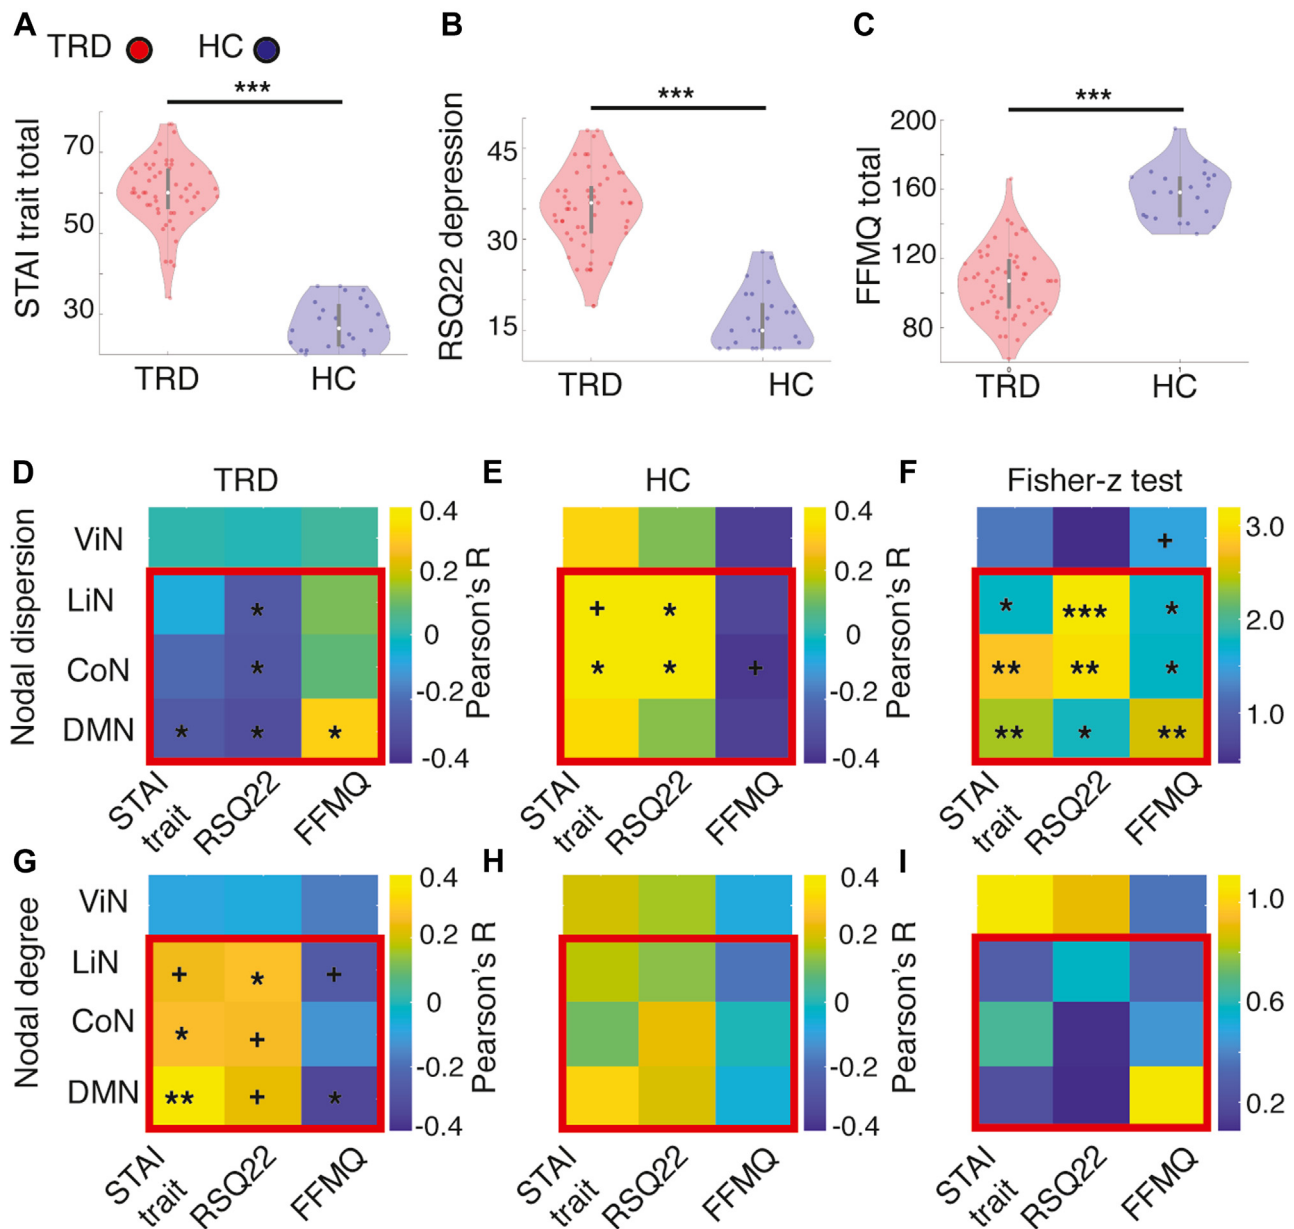 A
TRD HC
***
STAI trait total
70
50
30
TRD HC
B
***
RSQ22 depression
45
30
15
TRD HC
C
***
FFMQ total
200
160
120
80
0 1
TRD HC
D
TRD
Nodal dispersion
ViN
LiN *
CoN *
DMN * * *
STAI trait
RSQ22
FFMQ
0.4
0.2
0
-0.2
-0.4
Pearson's R
E
HC
+ *
* * +
STAI trait
RSQ22
FFMQ
0.4
0.2
0
-0.2
-0.4
Pearson's R
F
Fisher-z test
+
* *** *
** ** *
** * **
STAI trait
RSQ22
FFMQ
3.0
2.0
1.0
G
Nodal degree
ViN
LiN + * +
CoN * +
DMN ** + *
STAI trait
RSQ22
FFMQ
0.4
0.2
0
-0.2
-0.4
Pearson's R
H
STAI trait
RSQ22
FFMQ
0.4
0.2
0
-0.2
-0.4
Pearson's R
I
STAI trait
RSQ22
FFMQ
1.0
0.6
0.2